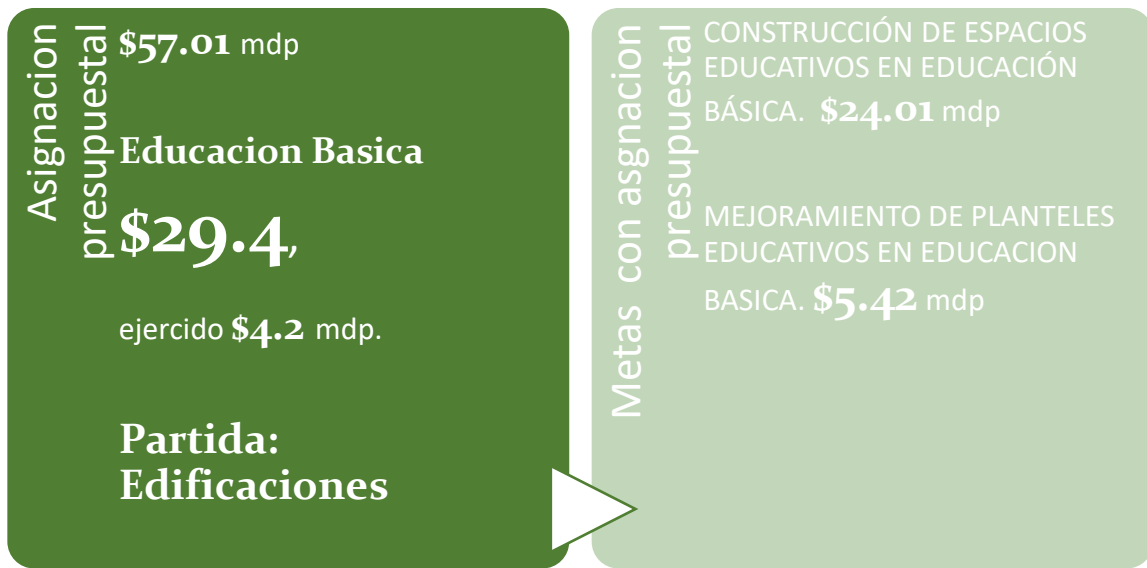 Asignacion
presupuestal
$57.01 mdp
Educacion Basica
$29.4,
ejercido $4.2 mdp.
Partida:
Edificaciones
Metas con asgnacion
presupuestal
CONSTRUCCIÓN DE ESPACIOS
EDUCATIVOS EN EDUCACIÓN
BÁSICA. $24.01 mdp
MEJORAMIENTO DE PLANTELES
EDUCATIVOS EN EDUCACION
BASICA. $5.42 mdp